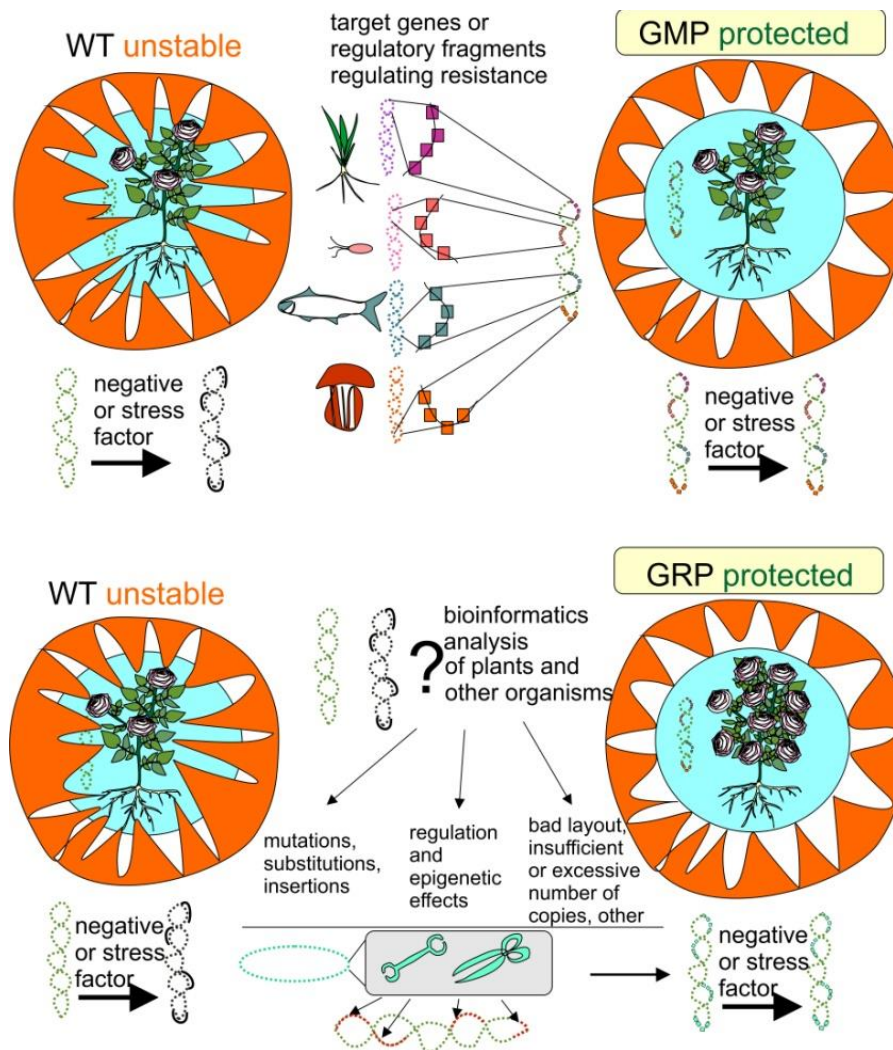 WT unstable
target genes or
regulatory fragments
regulating resistance
GMP protected
negative
or stress
factor
negative
or stress
factor
WT unstable
?
bioinformatics
analysis
of plants and
other organisms
GRP protected
mutations,
substitutions,
insertions
regulation
and
epigenetic
effects
bad layout,
insufficient
or excessive
number of
copies, other
negative
or stress
factor
negative
or stress
factor